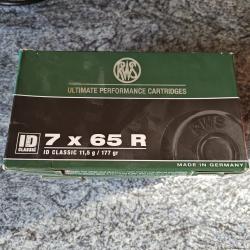 RWS
ULTIMATE PERFORMANCE CARTRIDGES
ID
CLASSIC
7 x 65 R
ID CLASSIC 11,5 g / 177 gr
RWS
MADE IN GERMANY